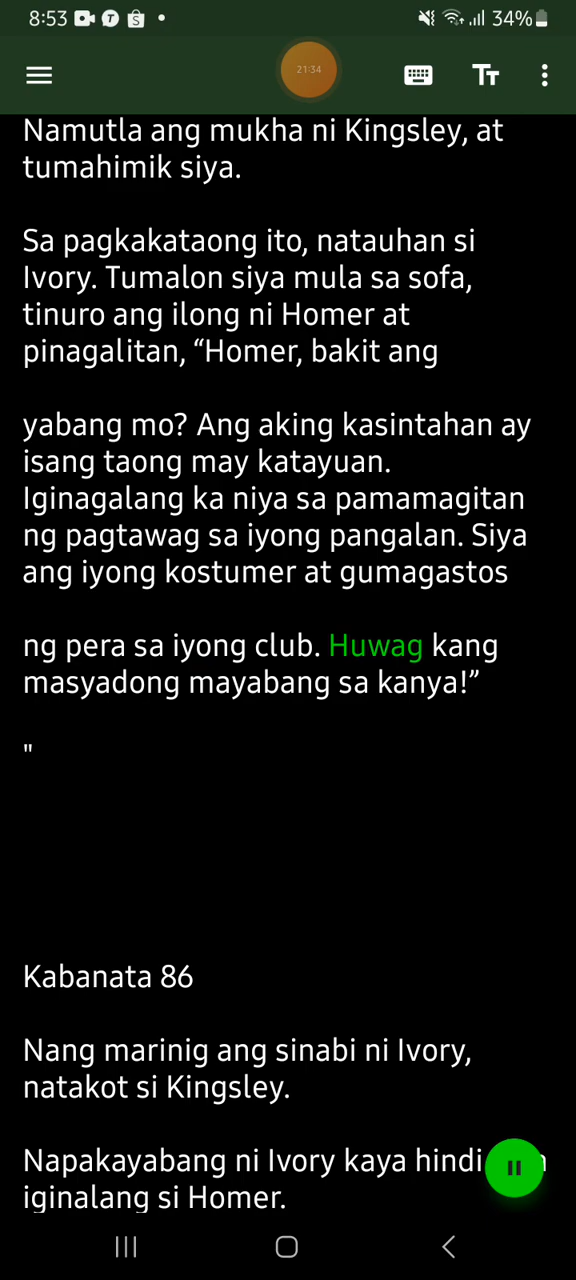 8:53
34%
21:34
Namutla ang mukha ni Kingsley, at
tumahimik siya.
Sa pagkakataong ito, natauhan si
Ivory. Tumalon siya mula sa sofa,
tinuro ang ilong ni Homer at
pinagalitan, “Homer, bakit ang
yabang mo? Ang aking kasintahan ay
isang taong may katayuan.
Iginagalang ka niya sa pamamagitan
ng pagtawag sa iyong pangalan. Siya
ang iyong kostumer at gumagastos
ng pera sa iyong club. Huwag kang
masyadong mayabang sa kanya!”
"
Kabanata 86
Nang marinig ang sinabi ni Ivory,
natakot si Kingsley.
Napakayabang ni Ivory kaya hindi
iginalang si Homer.